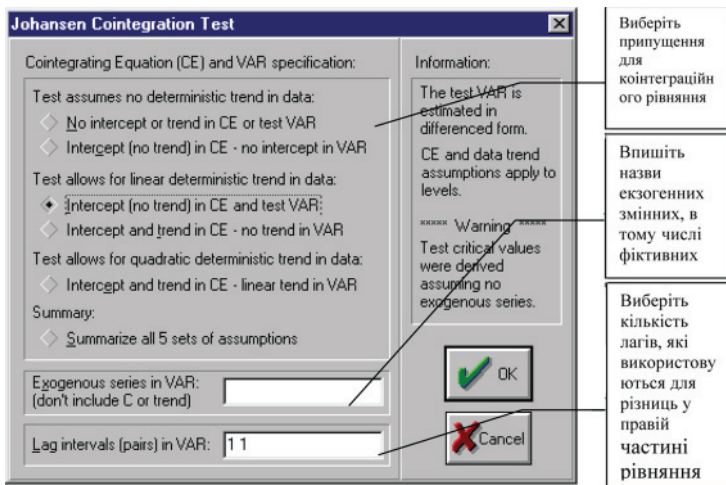 Johansen Cointegration Test
Cointegrating Equation (CE) and VAR specification:
Test assumes no deterministic trend in data:
No intercept or trend in CE or test VAR
Intercept (no trend) in CE - no intercept in VAR
Test allows for linear deterministic trend in data:
Intercept (no trend) in CE and test VAR
Intercept and trend in CE - no trend in VAR
Test allows for quadratic deterministic trend in data:
Intercept and trend in CE - linear tend in VAR
Summary:
Summarize all 5 sets of assumptions
Exogenous series in VAR:
(don't include C or trend)
Lag intervals (pairs) in VAR: 1 1
Information:
The test VAR is
estimated in
differenced form.
CE and data trend
assumptions apply to
levels.
***** Warning *****
Test critical values
were derived
assuming no
exogenous series.
OK
Cancel
Виберіть
припущення
для
коінтеграційн
ого рівняння
Впишіть
назви
екзогенних
змінних, в
тому числі
фіктивних
Виберіть
кількість
лагів, які
використову
ються для
різниць у
правій
частині
рівняння